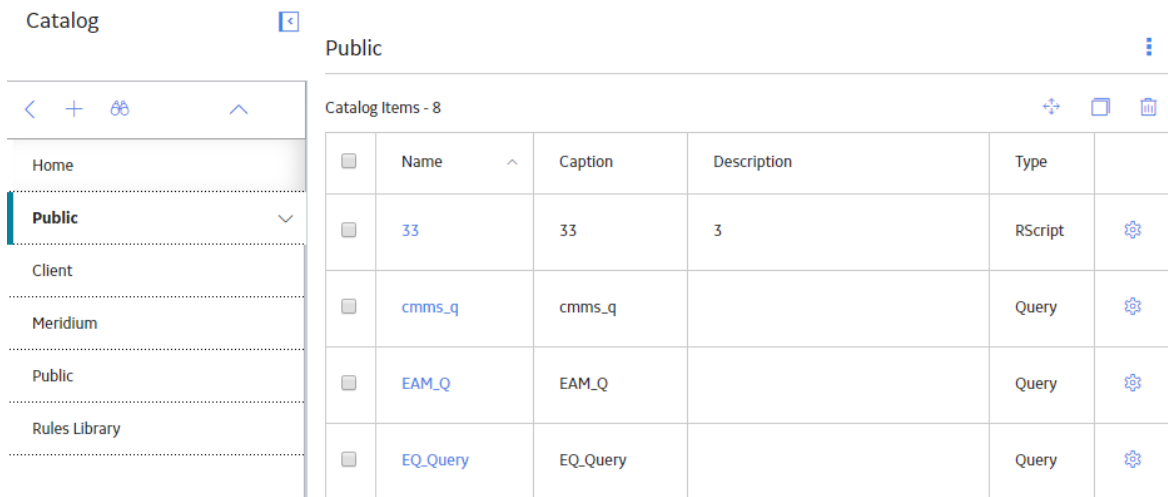 Catalog
Public
Catalog Items - 8
Home
Public
Client
Meridium
Public
Rules Library
Name Caption Description Type
33 33 3 RScript
cmms_q cmms_q Query
EAM_Q EAM_Q Query
EQ_Query EQ_Query Query